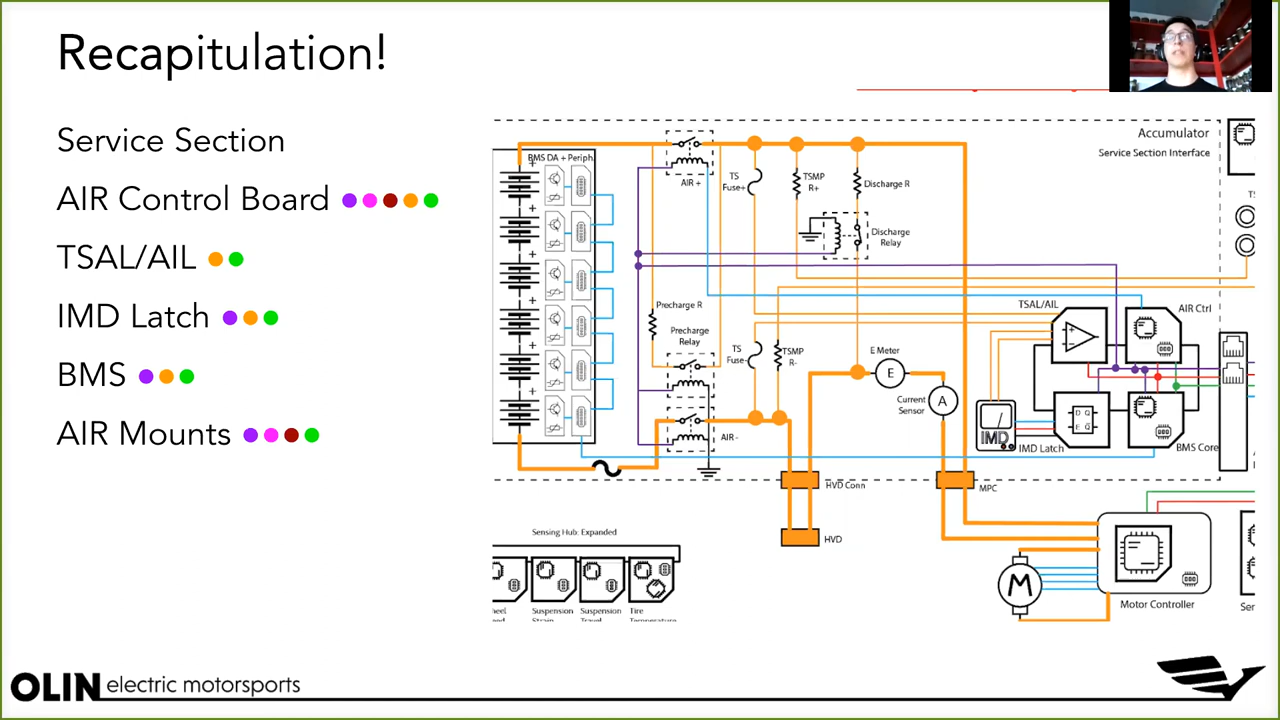 Recapitulation!
Service Section
AIR Control Board
TSAL/AIL
IMD Latch
BMS
AIR Mounts
Accumulator
Service Section Interface
BMS DA + Periph.
AIR +
TS
Fuse+
TSMP
R+
Discharge R
Discharge
Relay
Precharge R
Precharge
Relay
TS
Fuse-
TSMP
R-
E Meter
E
Current
Sensor
A
TSAL/AIL
AIR Ctrl
IMD
IMD Latch
D Q
E Q
BMS Core
AIR -
HVD Conn
MPC
HVD
Sensing Hub: Expanded
Suspension
Strain
Suspension
Travel
Tire
Temperature
M
Motor Controller
OLIN electric motorsports